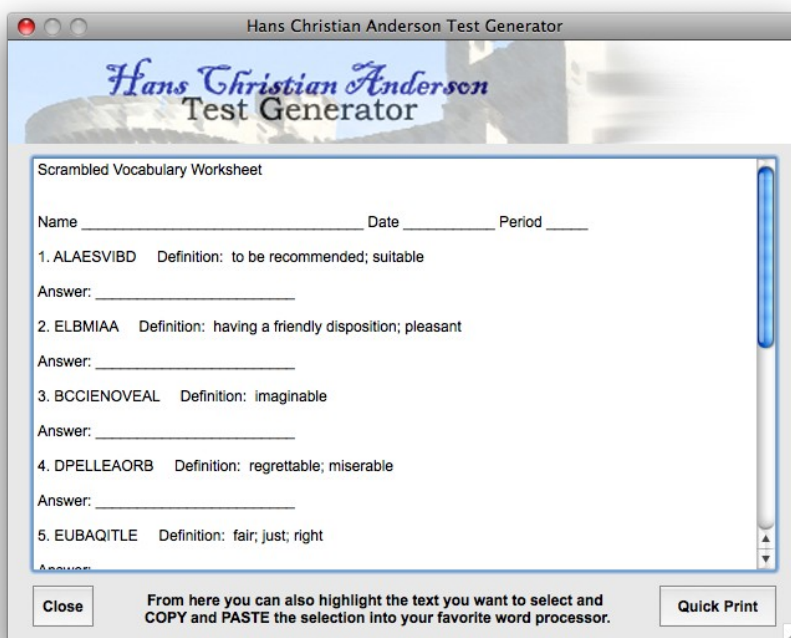 Hans Christian Anderson Test Generator
Hans Christian Anderson
Test Generator
Scrambled Vocabulary Worksheet
Name __________________________________ Date ___________ Period _____
1. ALAESVIBD Definition: to be recommended; suitable
Answer: ________________________
2. ELBMIAA Definition: having a friendly disposition; pleasant
Answer: ________________________
3. BCCIENOVEAL Definition: imaginable
Answer: ________________________
4. DPELLEAORB Definition: regrettable; miserable
Answer: ________________________
5. EUBAQITLE Definition: fair; just; right
Close
From here you can also highlight the text you want to select and
COPY and PASTE the selection into your favorite word processor.
Quick Print